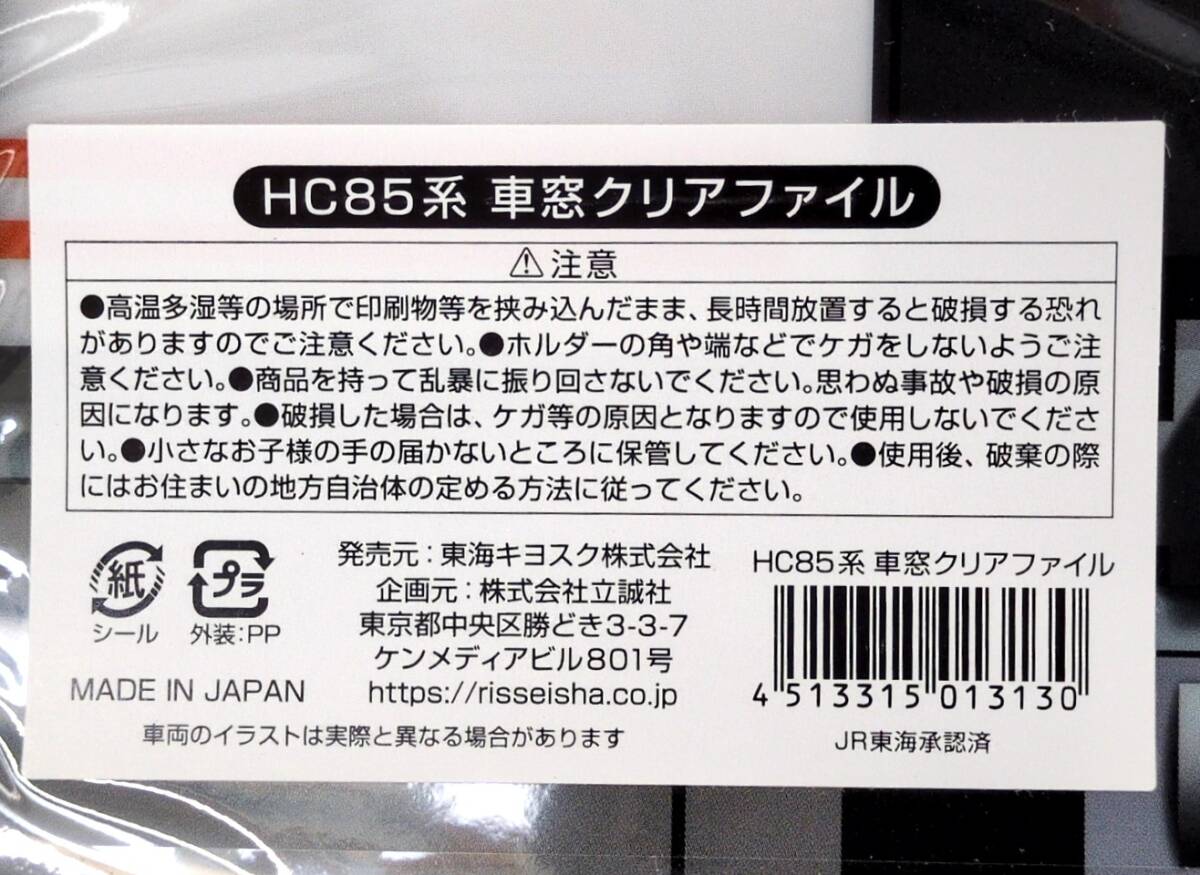 HC85系 車窓クリアファイル
⚠注意
●高温多湿等の場所で印刷物等を挟み込んだまま、長時間放置すると破損する恐れ
がありますのでご注意ください。●ホルダーの角や端などでケガをしないようご注
意ください。●商品を持って乱暴に振り回さないでください。思わぬ事故や破損の原
因になります。●破損した場合は、ケガ等の原因となりますので使用しないでくださ
い。●小さなお子様の手の届かないところに保管してください。●使用後、破棄の際
にはお住まいの地方自治体の定める方法に従ってください。
紙
シール
プラ
外装:PP
MADE IN JAPAN
発売元：東海キヨスク株式会社
企画元：株式会社立誠社
東京都中央区勝どき3-3-7
ケンメディアビル801号
https://risseisha.co.jp
車両のイラストは実際と異なる場合があります
HC85系 車窓クリアファイル
4 513315 013130
JR東海承認済